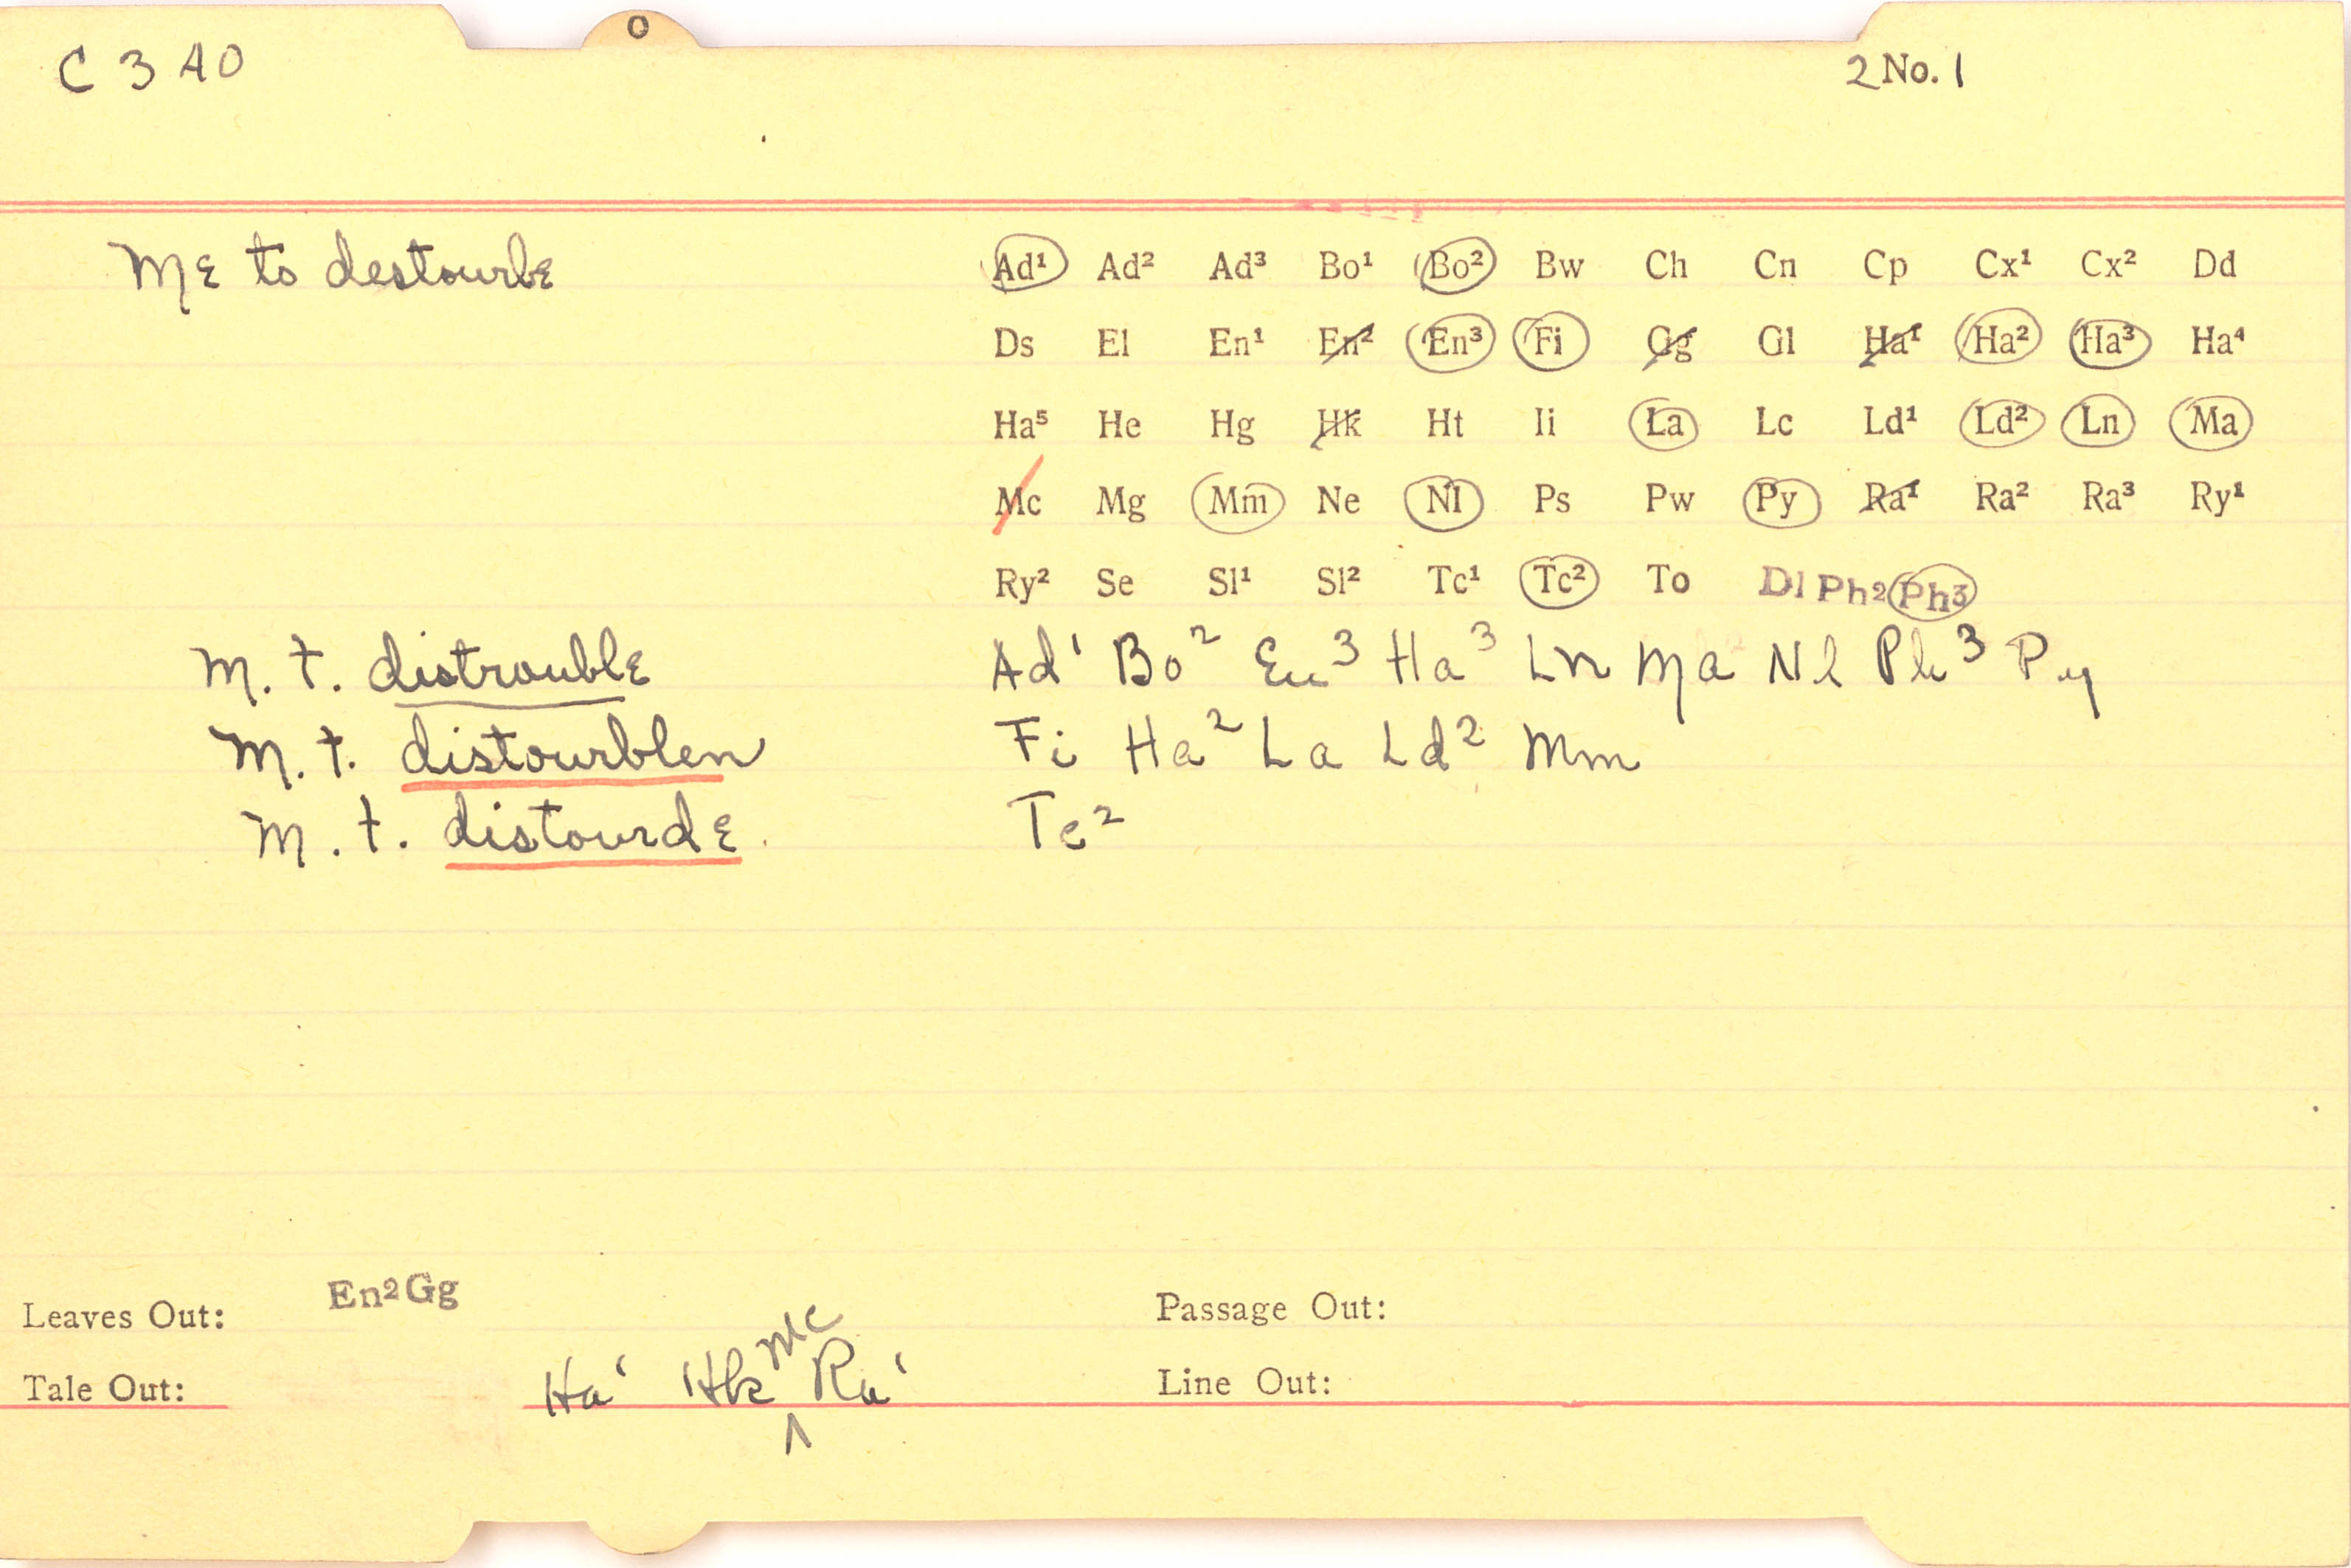 O
C 3 40
2 No. 1
Me to destourbe
Ad¹ Ad² Ad³ Bo¹ Bo² Bw Ch Cn Cp Cx¹ Cx² Dd
Ds El En¹ En² En³ Fi Gg Gl Ha¹ Ha² Ha³ Ha⁴
Ha⁵ He Hg Hk Ht Ii La Lc Ld¹ Ld² Ln Ma
Mc Mg Mm Ne Nl Ps Pw Py Ra¹ Ra² Ra³ Ry¹
Ry² Se Sl¹ Sl² Tc¹ Tc² To Dl Ph2 Ph3
M. t. distrouble Ad¹ Bo² En³ Ha³ Ln Ma Nl Ph³ Py
M. t. distourblen Fi Ha² La Ld² Mm
M. t. distourde Tc²
Leaves Out: En²Gg
Passage Out:
Tale Out: Ha¹ Hk Mc Ra¹
Line Out: